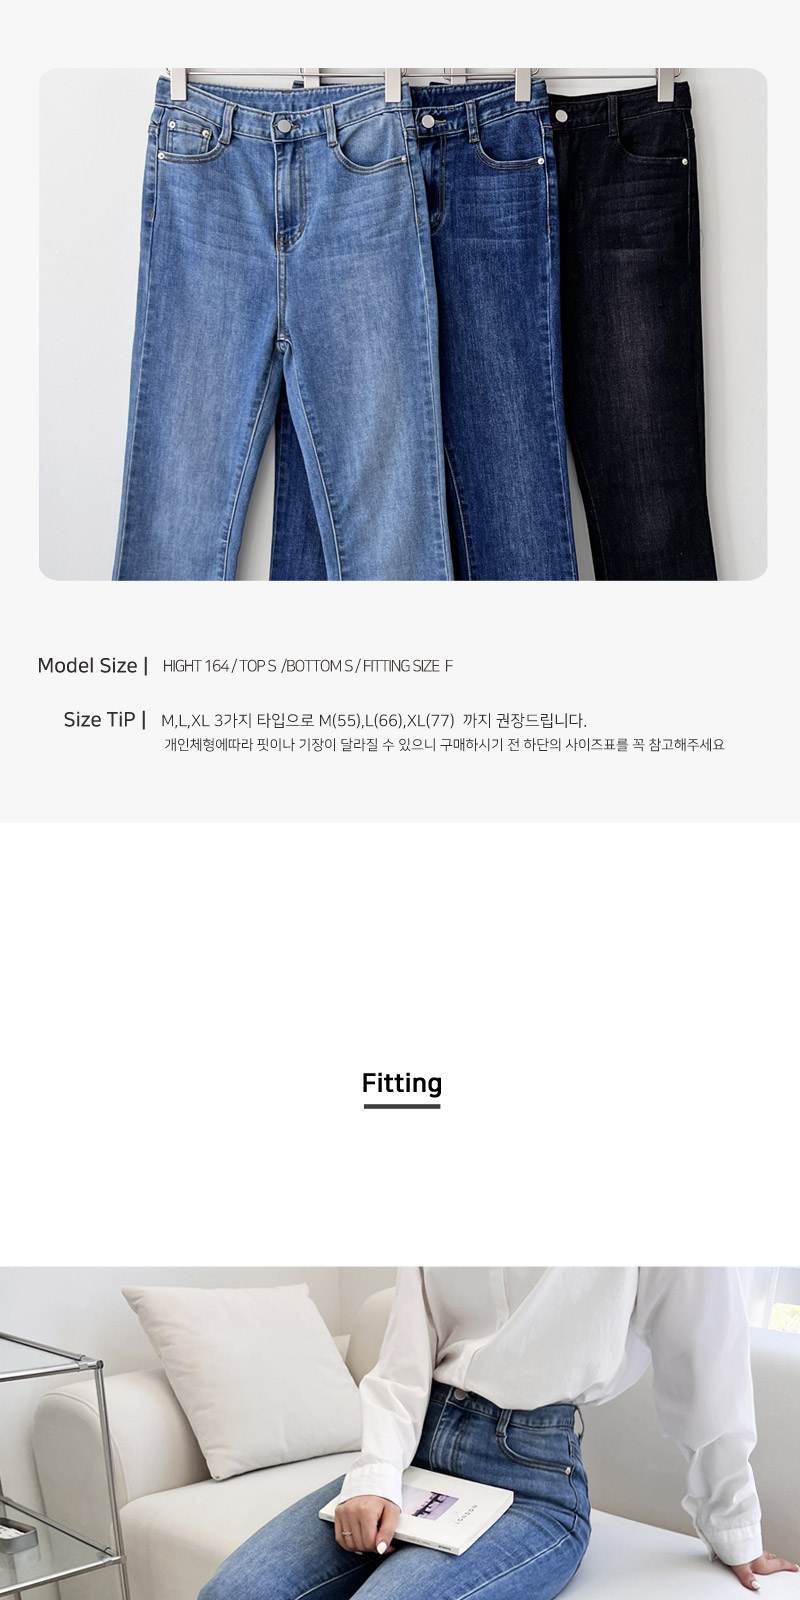 Model Size | HIGHT 164 / TOP S /BOTTOM S / FITTING SIZE F
Size TiP | M,L,XL 3가지 타입으로 M(55),L(66),XL(77) 까지 권장드립니다.
개인체형에따라 핏이나 기장이 달라질 수 있으니 구매하시기 전 하단의 사이즈표를 꼭 참고해주세요
Fitting
LONDON